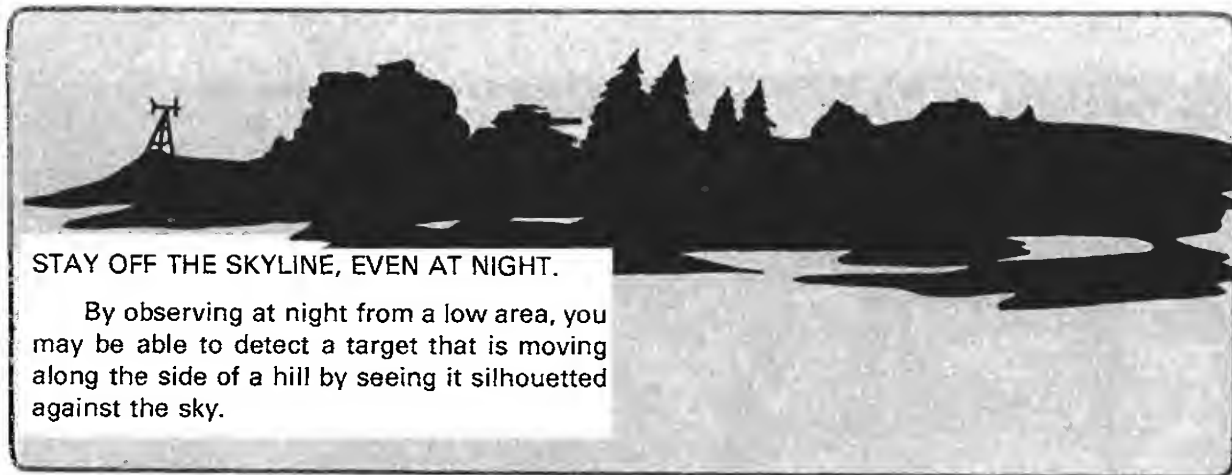 STAY OFF THE SKYLINE, EVEN AT NIGHT.
By observing at night from a low area, you
may be able to detect a target that is moving
along the side of a hill by seeing it silhouetted
against the sky.